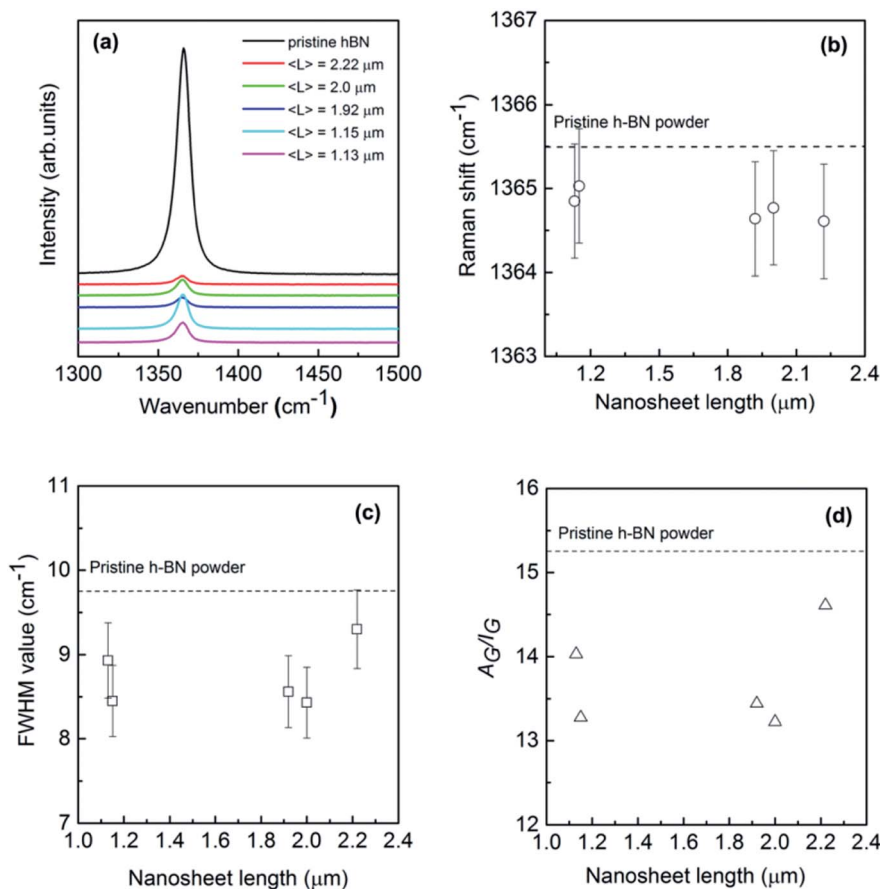 (a)
pristine hBN
<L> = 2.22 μm
<L> = 2.0 μm
<L> = 1.92 μm
<L> = 1.15 μm
<L> = 1.13 μm
Intensity (arb.units)
1300 1350 1400 1450 1500
Wavenumber (cm⁻¹)
(b)
1367
1366
1365
1364
1363
Pristine h-BN powder
Raman shift (cm⁻¹)
1.2 1.5 1.8 2.1 2.4
Nanosheet length (μm)
(c)
11
10
9
8
7
Pristine h-BN powder
FWHM value (cm⁻¹)
1.0 1.2 1.4 1.6 1.8 2.0 2.2 2.4
Nanosheet length (μm)
(d)
16
15
14
13
12
Pristine h-BN powder
A_G/I_G
1.0 1.2 1.4 1.6 1.8 2.0 2.2 2.4
Nanosheet length (μm)